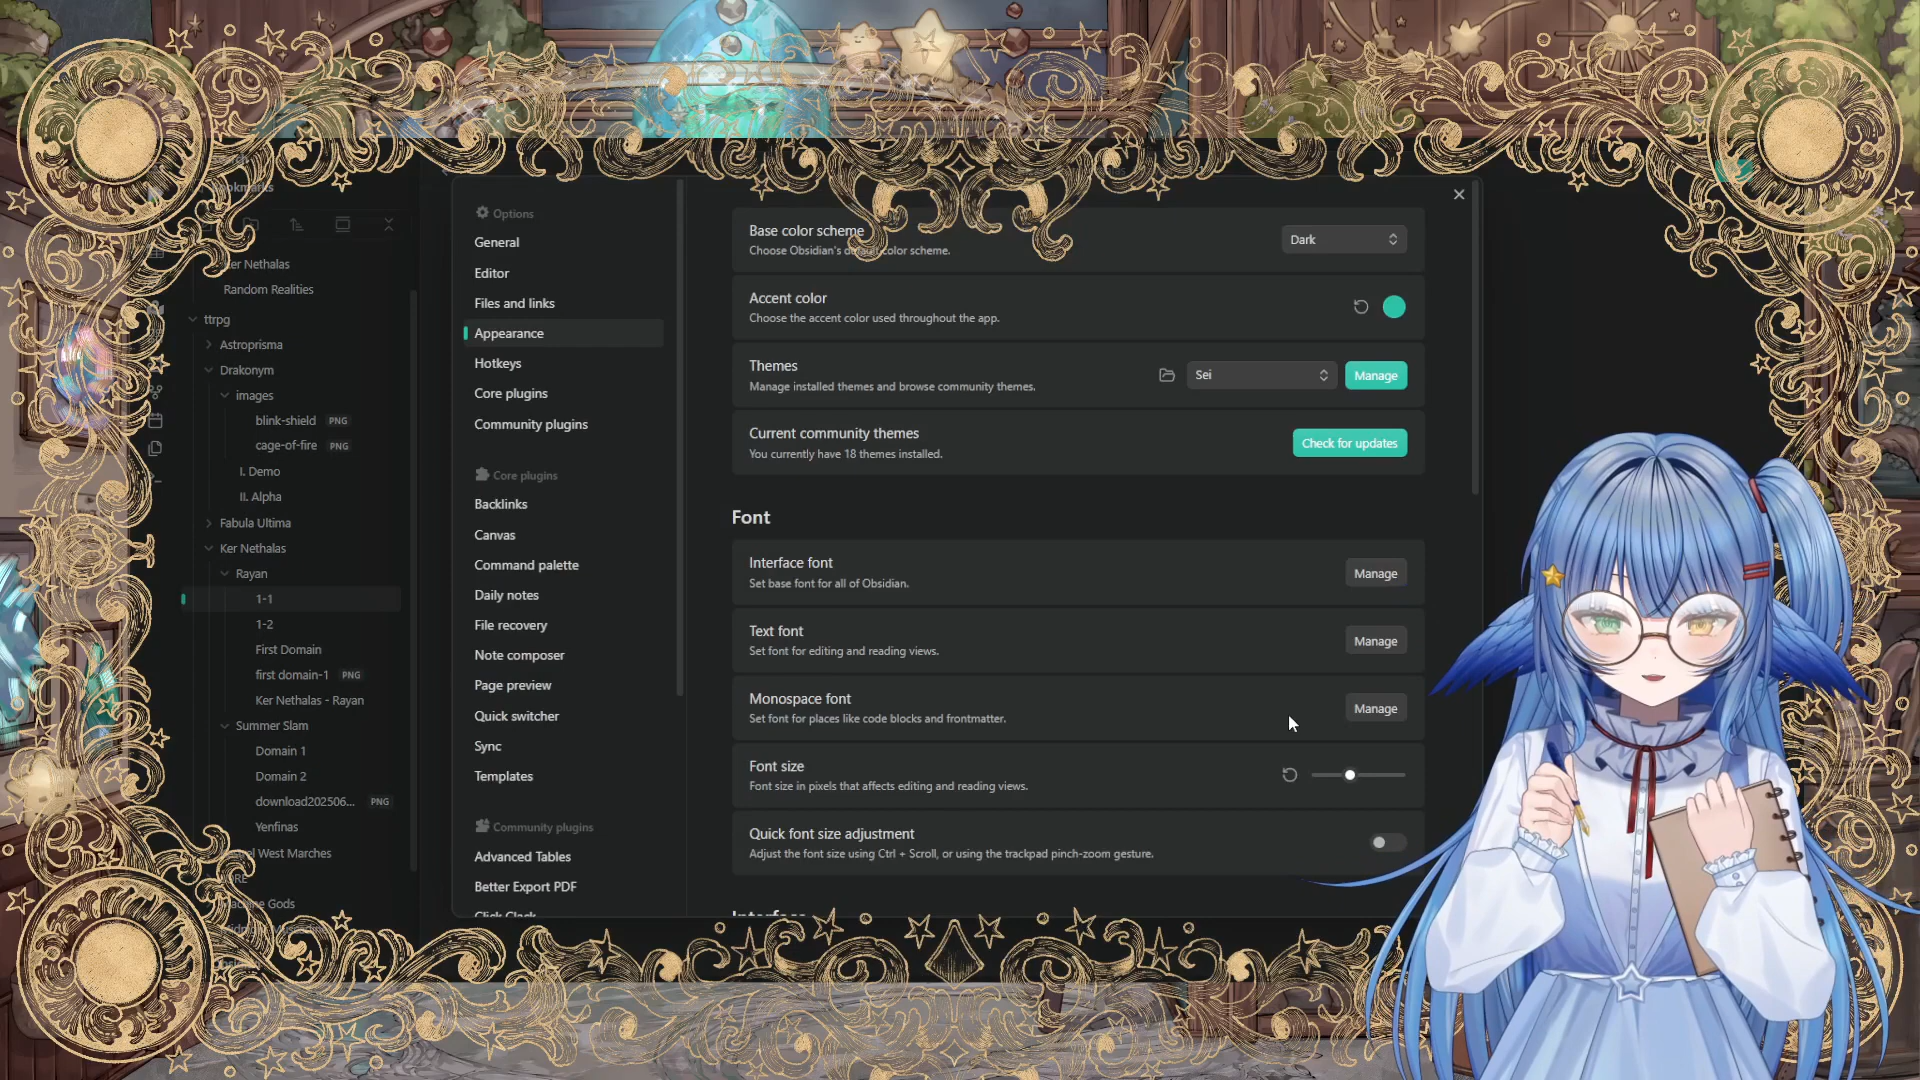 Ker Nethalas
Random Realities
ttrpg
Astroprisma
Drakonym
images
blink-shield PNG
cage-of-fire PNG
I. Demo
II. Alpha
Fabula Ultima
Ker Nethalas
Rayan
1-1
1-2
First Domain
first domain-1 PNG
Ker Nethalas - Rayan
Summer Slam
Domain 1
Domain 2
download202506... PNG
Yenfinas
West Marches
Gods
Options
General
Editor
Files and links
Appearance
Hotkeys
Core plugins
Community plugins
Core plugins
Backlinks
Canvas
Command palette
Daily notes
File recovery
Note composer
Page preview
Quick switcher
Sync
Templates
Community plugins
Advanced Tables
Better Export PDF
Base color scheme
Choose Obsidian's default color scheme.
Dark
Accent color
Choose the accent color used throughout the app.
Themes
Manage installed themes and browse community themes.
Sei
Manage
Current community themes
You currently have 18 themes installed.
Check for updates
Font
Interface font
Set base font for all of Obsidian.
Manage
Text font
Set font for editing and reading views.
Manage
Monospace font
Set font for places like code blocks and frontmatter.
Manage
Font size
Font size in pixels that affects editing and reading views.
Quick font size adjustment
Adjust the font size using Ctrl + Scroll, or using the trackpad pinch-zoom gesture.